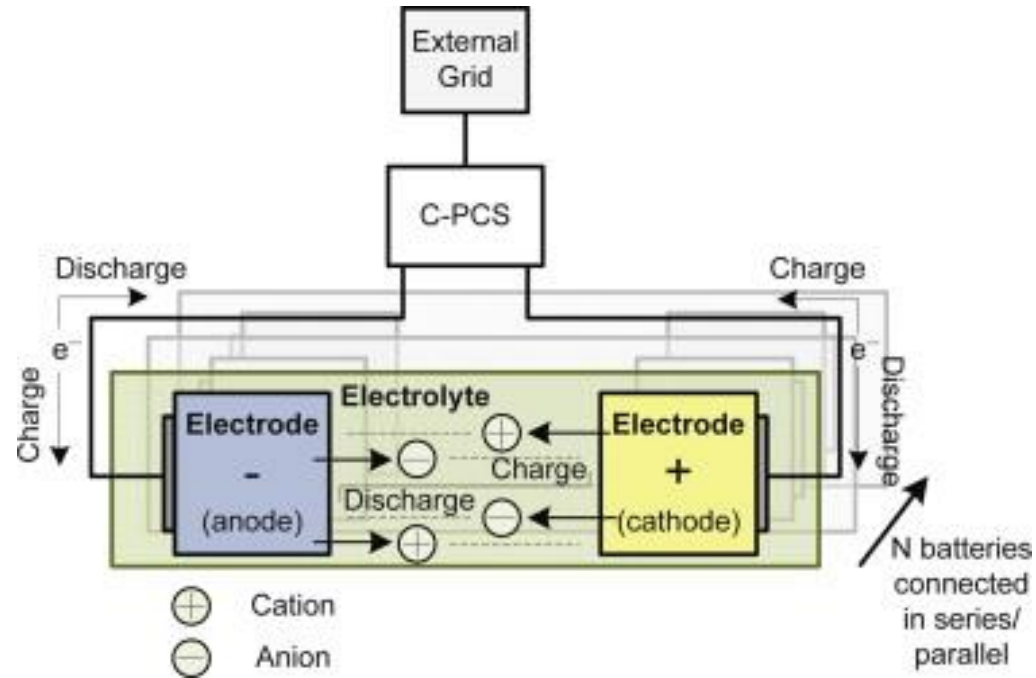 External
Grid
C-PCS
Discharge
Charge
e⁻
e⁻
Charge
Discharge
Electrolyte
Electrode
-
(anode)
Electrode
+
(cathode)
Charge
Discharge
N batteries
connected
in series/
parallel
Cation
Anion